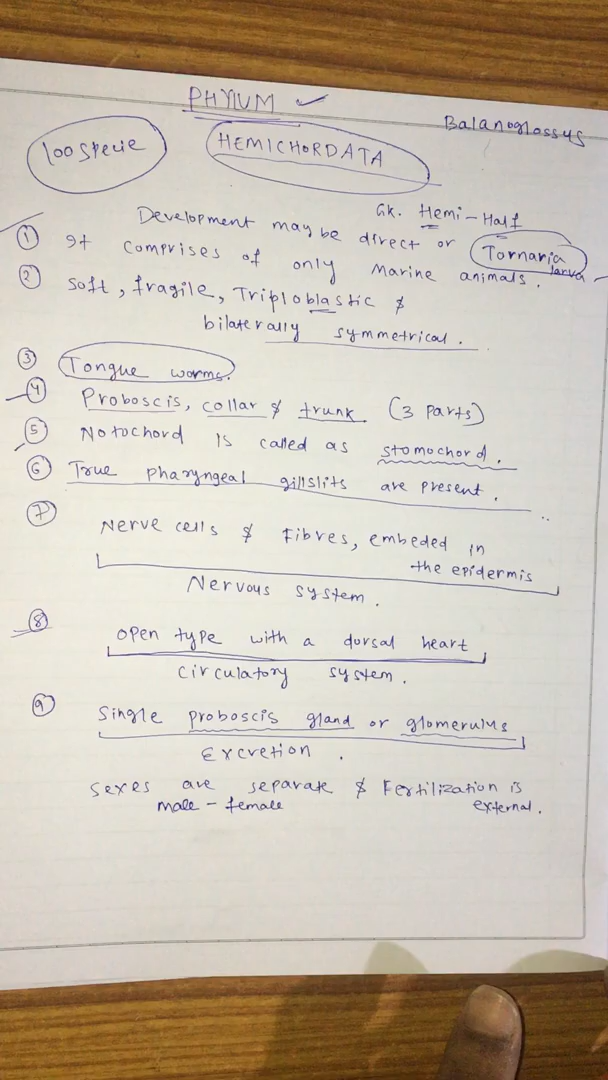 PHYlUM ✓
Balanoglossus
100 specie
HEMICHORDATA
Gk. Hemi - Half
Development may be direct or Tornaria larva
① It comprises of only Marine animals.
② Soft, fragile, Triploblastic &
bilaterally symmetrical.
③ Tongue worms.
④ Proboscis, collar & trunk (3 Parts)
⑤ Notochord is called as stomochord.
⑥ True pharyngeal gillslits are present.
⑦ Nerve cells & Fibres, embeded in
the epidermis
Nervous system.
⑧ open type with a dorsal heart
circulatory system.
⑨ Single proboscis gland or glomerulus
Excretion.
Sexes are separate & Fertilization is
male - female external.